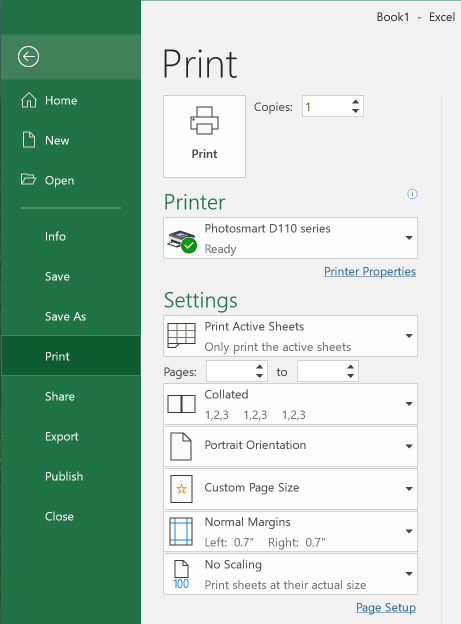 Book1 - Excel
Print
Home
New
Open
Info
Save
Save As
Print
Share
Export
Publish
Close
Print
Copies: 1
Printer
Photosmart D110 series
Ready
Printer Properties
Settings
Print Active Sheets
Only print the active sheets
Pages: to
Collated
1,2,3 1,2,3 1,2,3
Portrait Orientation
Custom Page Size
Normal Margins
Left: 0.7" Right: 0.7"
No Scaling
100
Print sheets at their actual size
Page Setup